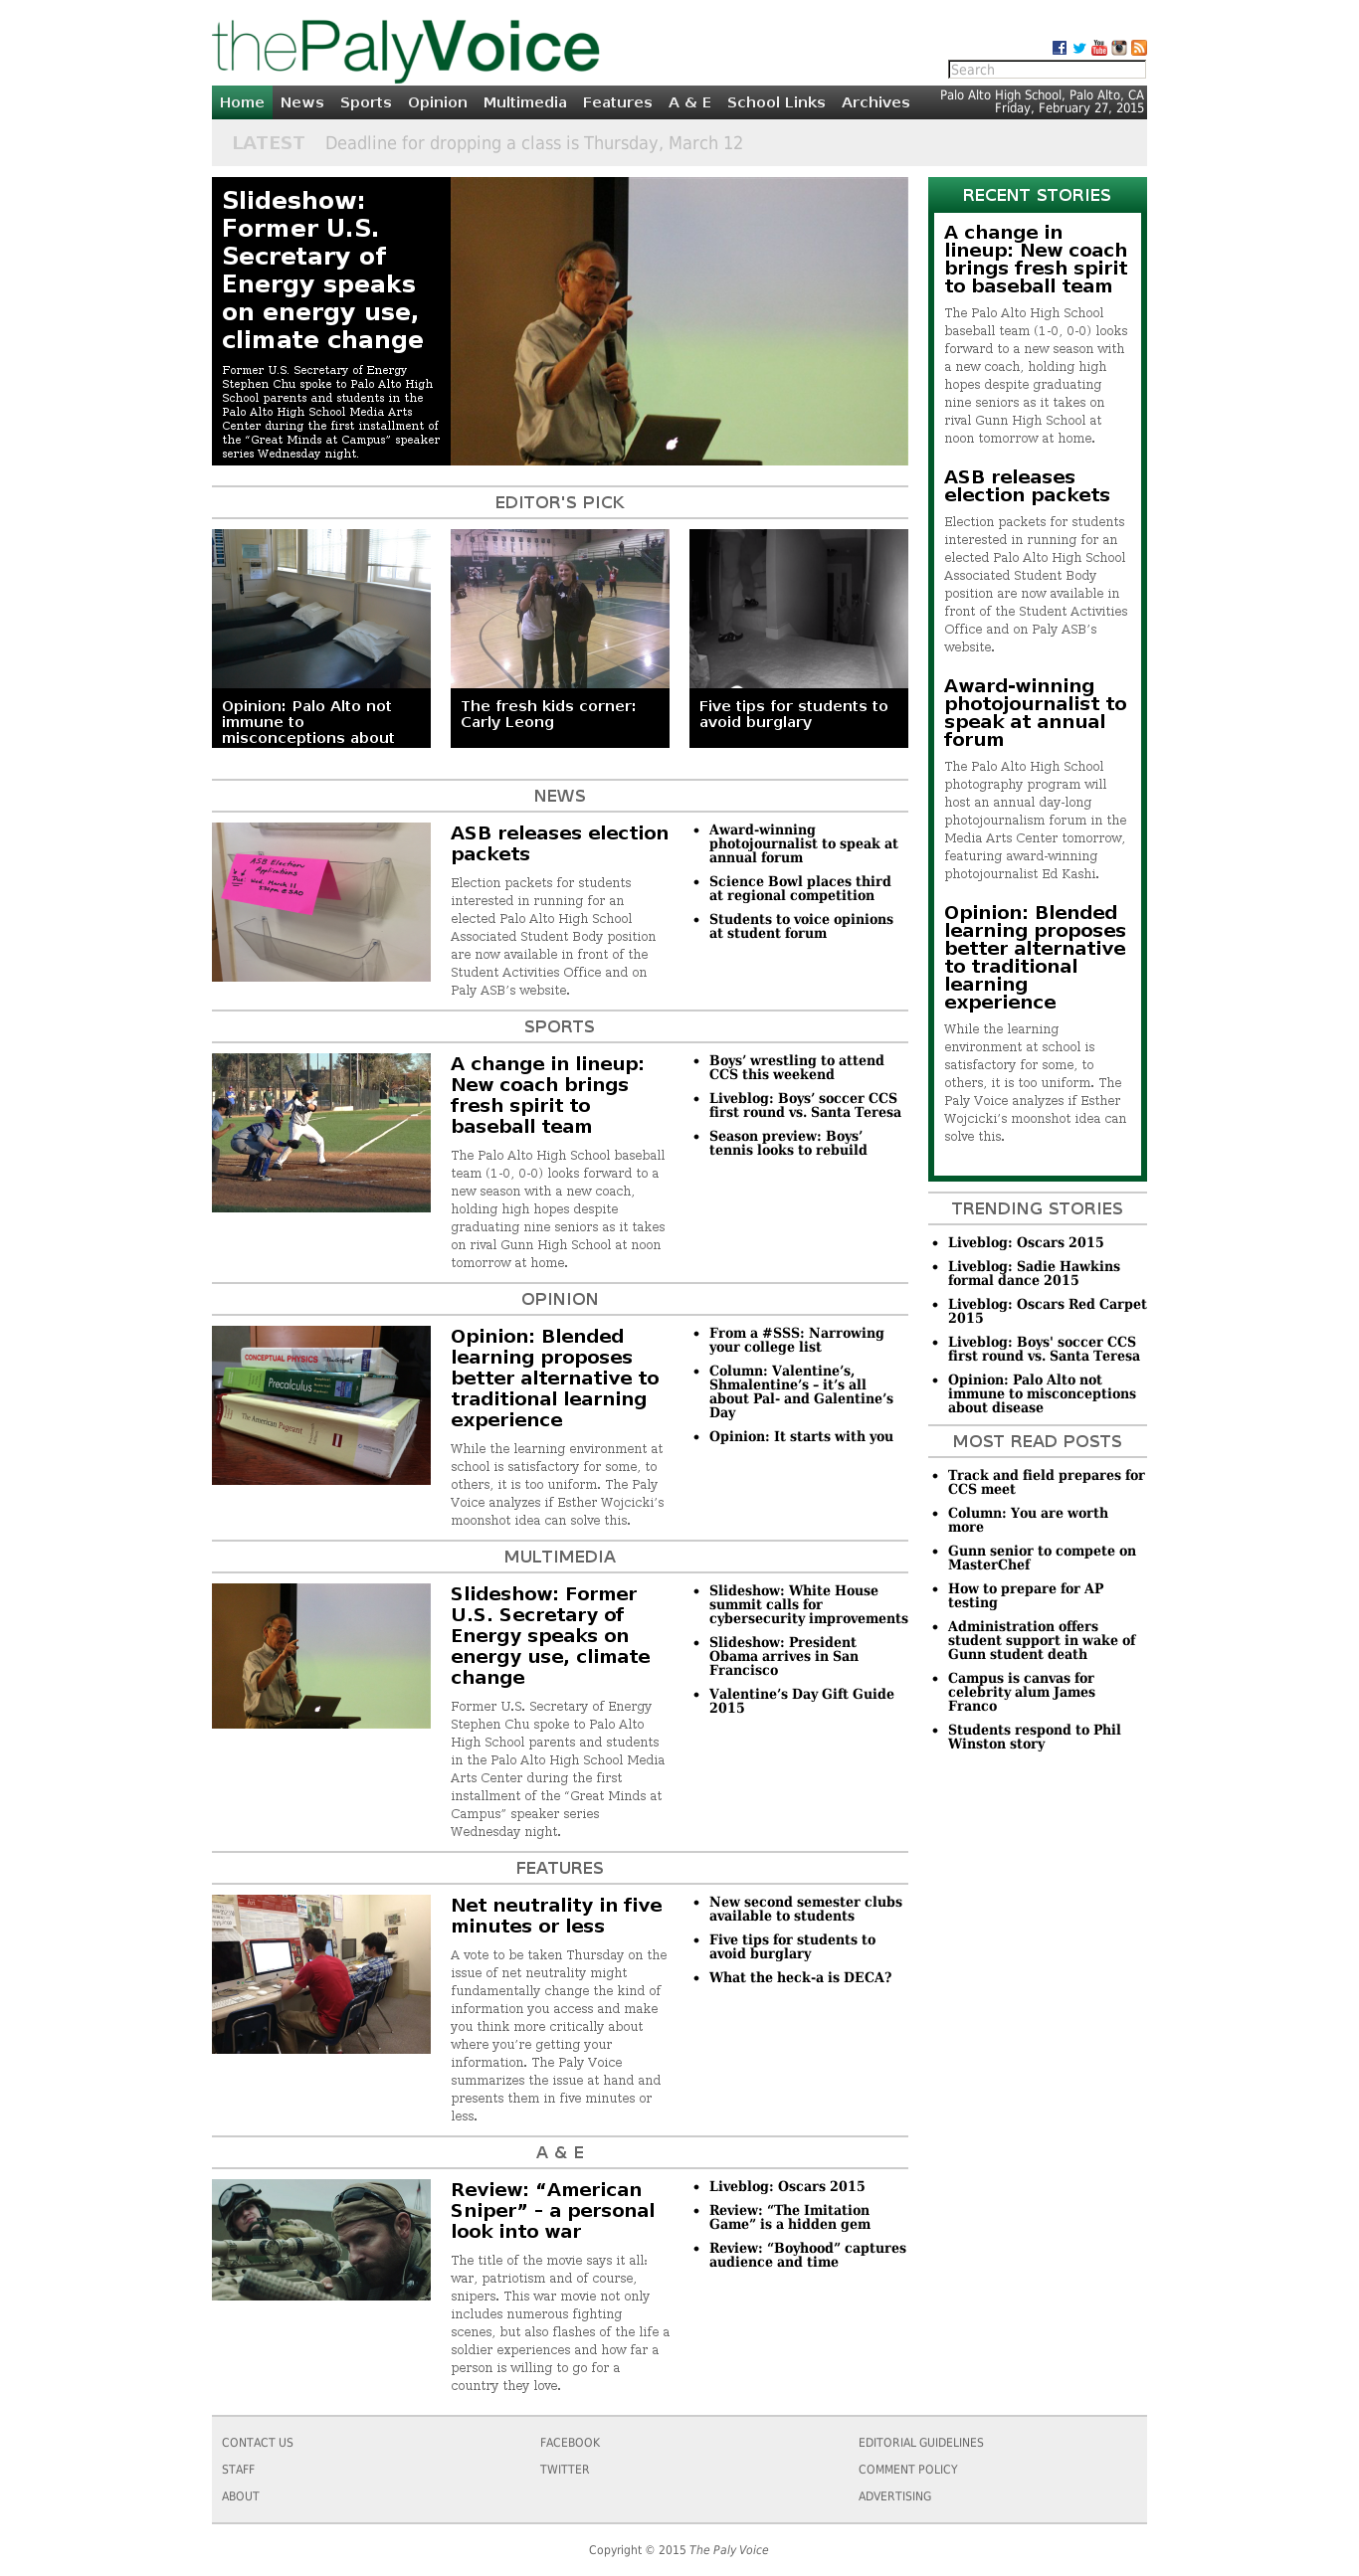 thePalyVoice
Search
Home News Sports Opinion Multimedia Features A & E School Links Archives
Palo Alto High School, Palo Alto, CA
Friday, February 27, 2015
LATEST Deadline for dropping a class is Thursday, March 12
Slideshow:
Former U.S.
Secretary of
Energy speaks
on energy use,
climate change
Former U.S. Secretary of Energy
Stephen Chu spoke to Palo Alto High
School parents and students in the
Palo Alto High School Media Arts
Center during the first installment of
the “Great Minds at Campus” speaker
series Wednesday night.
EDITOR'S PICK
Opinion: Palo Alto not
immune to
misconceptions about
The fresh kids corner:
Carly Leong
Five tips for students to
avoid burglary
NEWS
ASB Election
Applications
Due: Wed. March 11
ASB releases election
packets
Election packets for students
interested in running for an
elected Palo Alto High School
Associated Student Body position
are now available in front of the
Student Activities Office and on
Paly ASB’s website.
• Award-winning
photojournalist to speak at
annual forum
• Science Bowl places third
at regional competition
• Students to voice opinions
at student forum
SPORTS
A change in lineup:
New coach brings
fresh spirit to
baseball team
The Palo Alto High School baseball
team (1-0, 0-0) looks forward to a
new season with a new coach,
holding high hopes despite
graduating nine seniors as it takes
on rival Gunn High School at noon
tomorrow at home.
• Boys’ wrestling to attend
CCS this weekend
• Liveblog: Boys’ soccer CCS
first round vs. Santa Teresa
• Season preview: Boys’
tennis looks to rebuild
OPINION
CONCEPTUAL PHYSICS
Precalculus
The American Pageant
Opinion: Blended
learning proposes
better alternative to
traditional learning
experience
While the learning environment at
school is satisfactory for some, to
others, it is too uniform. The Paly
Voice analyzes if Esther Wojcicki’s
moonshot idea can solve this.
• From a #SSS: Narrowing
your college list
• Column: Valentine’s,
Shmalentine’s – it’s all
about Pal- and Galentine’s
Day
• Opinion: It starts with you
MULTIMEDIA
Slideshow: Former
U.S. Secretary of
Energy speaks on
energy use, climate
change
Former U.S. Secretary of Energy
Stephen Chu spoke to Palo Alto
High School parents and students
in the Palo Alto High School Media
Arts Center during the first
installment of the “Great Minds at
Campus” speaker series
Wednesday night.
• Slideshow: White House
summit calls for
cybersecurity improvements
• Slideshow: President
Obama arrives in San
Francisco
• Valentine’s Day Gift Guide
2015
FEATURES
Net neutrality in five
minutes or less
A vote to be taken Thursday on the
issue of net neutrality might
fundamentally change the kind of
information you access and make
you think more critically about
where you’re getting your
information. The Paly Voice
summarizes the issue at hand and
presents them in five minutes or
less.
• New second semester clubs
available to students
• Five tips for students to
avoid burglary
• What the heck-a is DECA?
A & E
Review: “American
Sniper” – a personal
look into war
The title of the movie says it all:
war, patriotism and of course,
snipers. This war movie not only
includes numerous fighting
scenes, but also flashes of the life a
soldier experiences and how far a
person is willing to go for a
country they love.
• Liveblog: Oscars 2015
• Review: “The Imitation
Game” is a hidden gem
• Review: “Boyhood” captures
audience and time
RECENT STORIES
A change in
lineup: New coach
brings fresh spirit
to baseball team
The Palo Alto High School
baseball team (1-0, 0-0) looks
forward to a new season with
a new coach, holding high
hopes despite graduating
nine seniors as it takes on
rival Gunn High School at
noon tomorrow at home.
ASB releases
election packets
Election packets for students
interested in running for an
elected Palo Alto High School
Associated Student Body
position are now available in
front of the Student Activities
Office and on Paly ASB’s
website.
Award-winning
photojournalist to
speak at annual
forum
The Palo Alto High School
photography program will
host an annual day-long
photojournalism forum in the
Media Arts Center tomorrow,
featuring award-winning
photojournalist Ed Kashi.
Opinion: Blended
learning proposes
better alternative
to traditional
learning
experience
While the learning
environment at school is
satisfactory for some, to
others, it is too uniform. The
Paly Voice analyzes if Esther
Wojcicki’s moonshot idea can
solve this.
TRENDING STORIES
• Liveblog: Oscars 2015
• Liveblog: Sadie Hawkins
formal dance 2015
• Liveblog: Oscars Red Carpet
2015
• Liveblog: Boys' soccer CCS
first round vs. Santa Teresa
• Opinion: Palo Alto not
immune to misconceptions
about disease
MOST READ POSTS
• Track and field prepares for
CCS meet
• Column: You are worth
more
• Gunn senior to compete on
MasterChef
• How to prepare for AP
testing
• Administration offers
student support in wake of
Gunn student death
• Campus is canvas for
celebrity alum James
Franco
• Students respond to Phil
Winston story
CONTACT US
STAFF
ABOUT
FACEBOOK
TWITTER
EDITORIAL GUIDELINES
COMMENT POLICY
ADVERTISING
Copyright © 2015 The Paly Voice